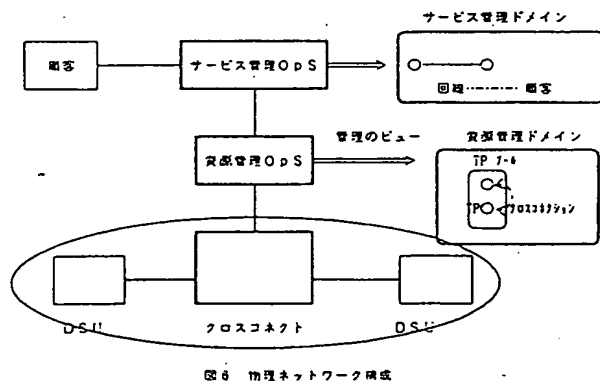 サービス管理ドメイン
顧客
サービス管理OpS
回線 顧客
管理のビュー
資源管理ドメイン
資源管理OpS
TP
TP クロスコネクション
DSU
クロスコネクト
DSU
図6 物理ネットワーク構成